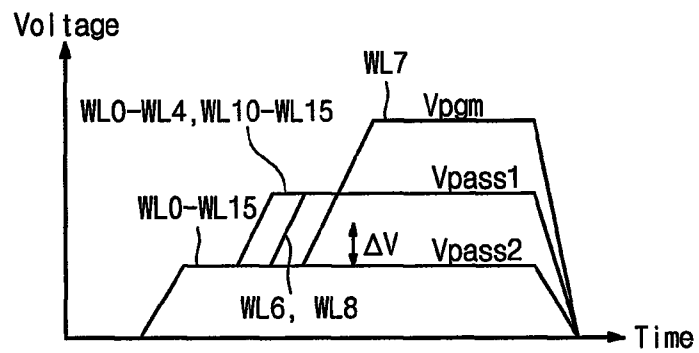 Voltage
WL7
WL0-WL4,WL10-WL15
Vpgm
Vpass1
WL0-WL15
ΔV
Vpass2
WL6, WL8
Time